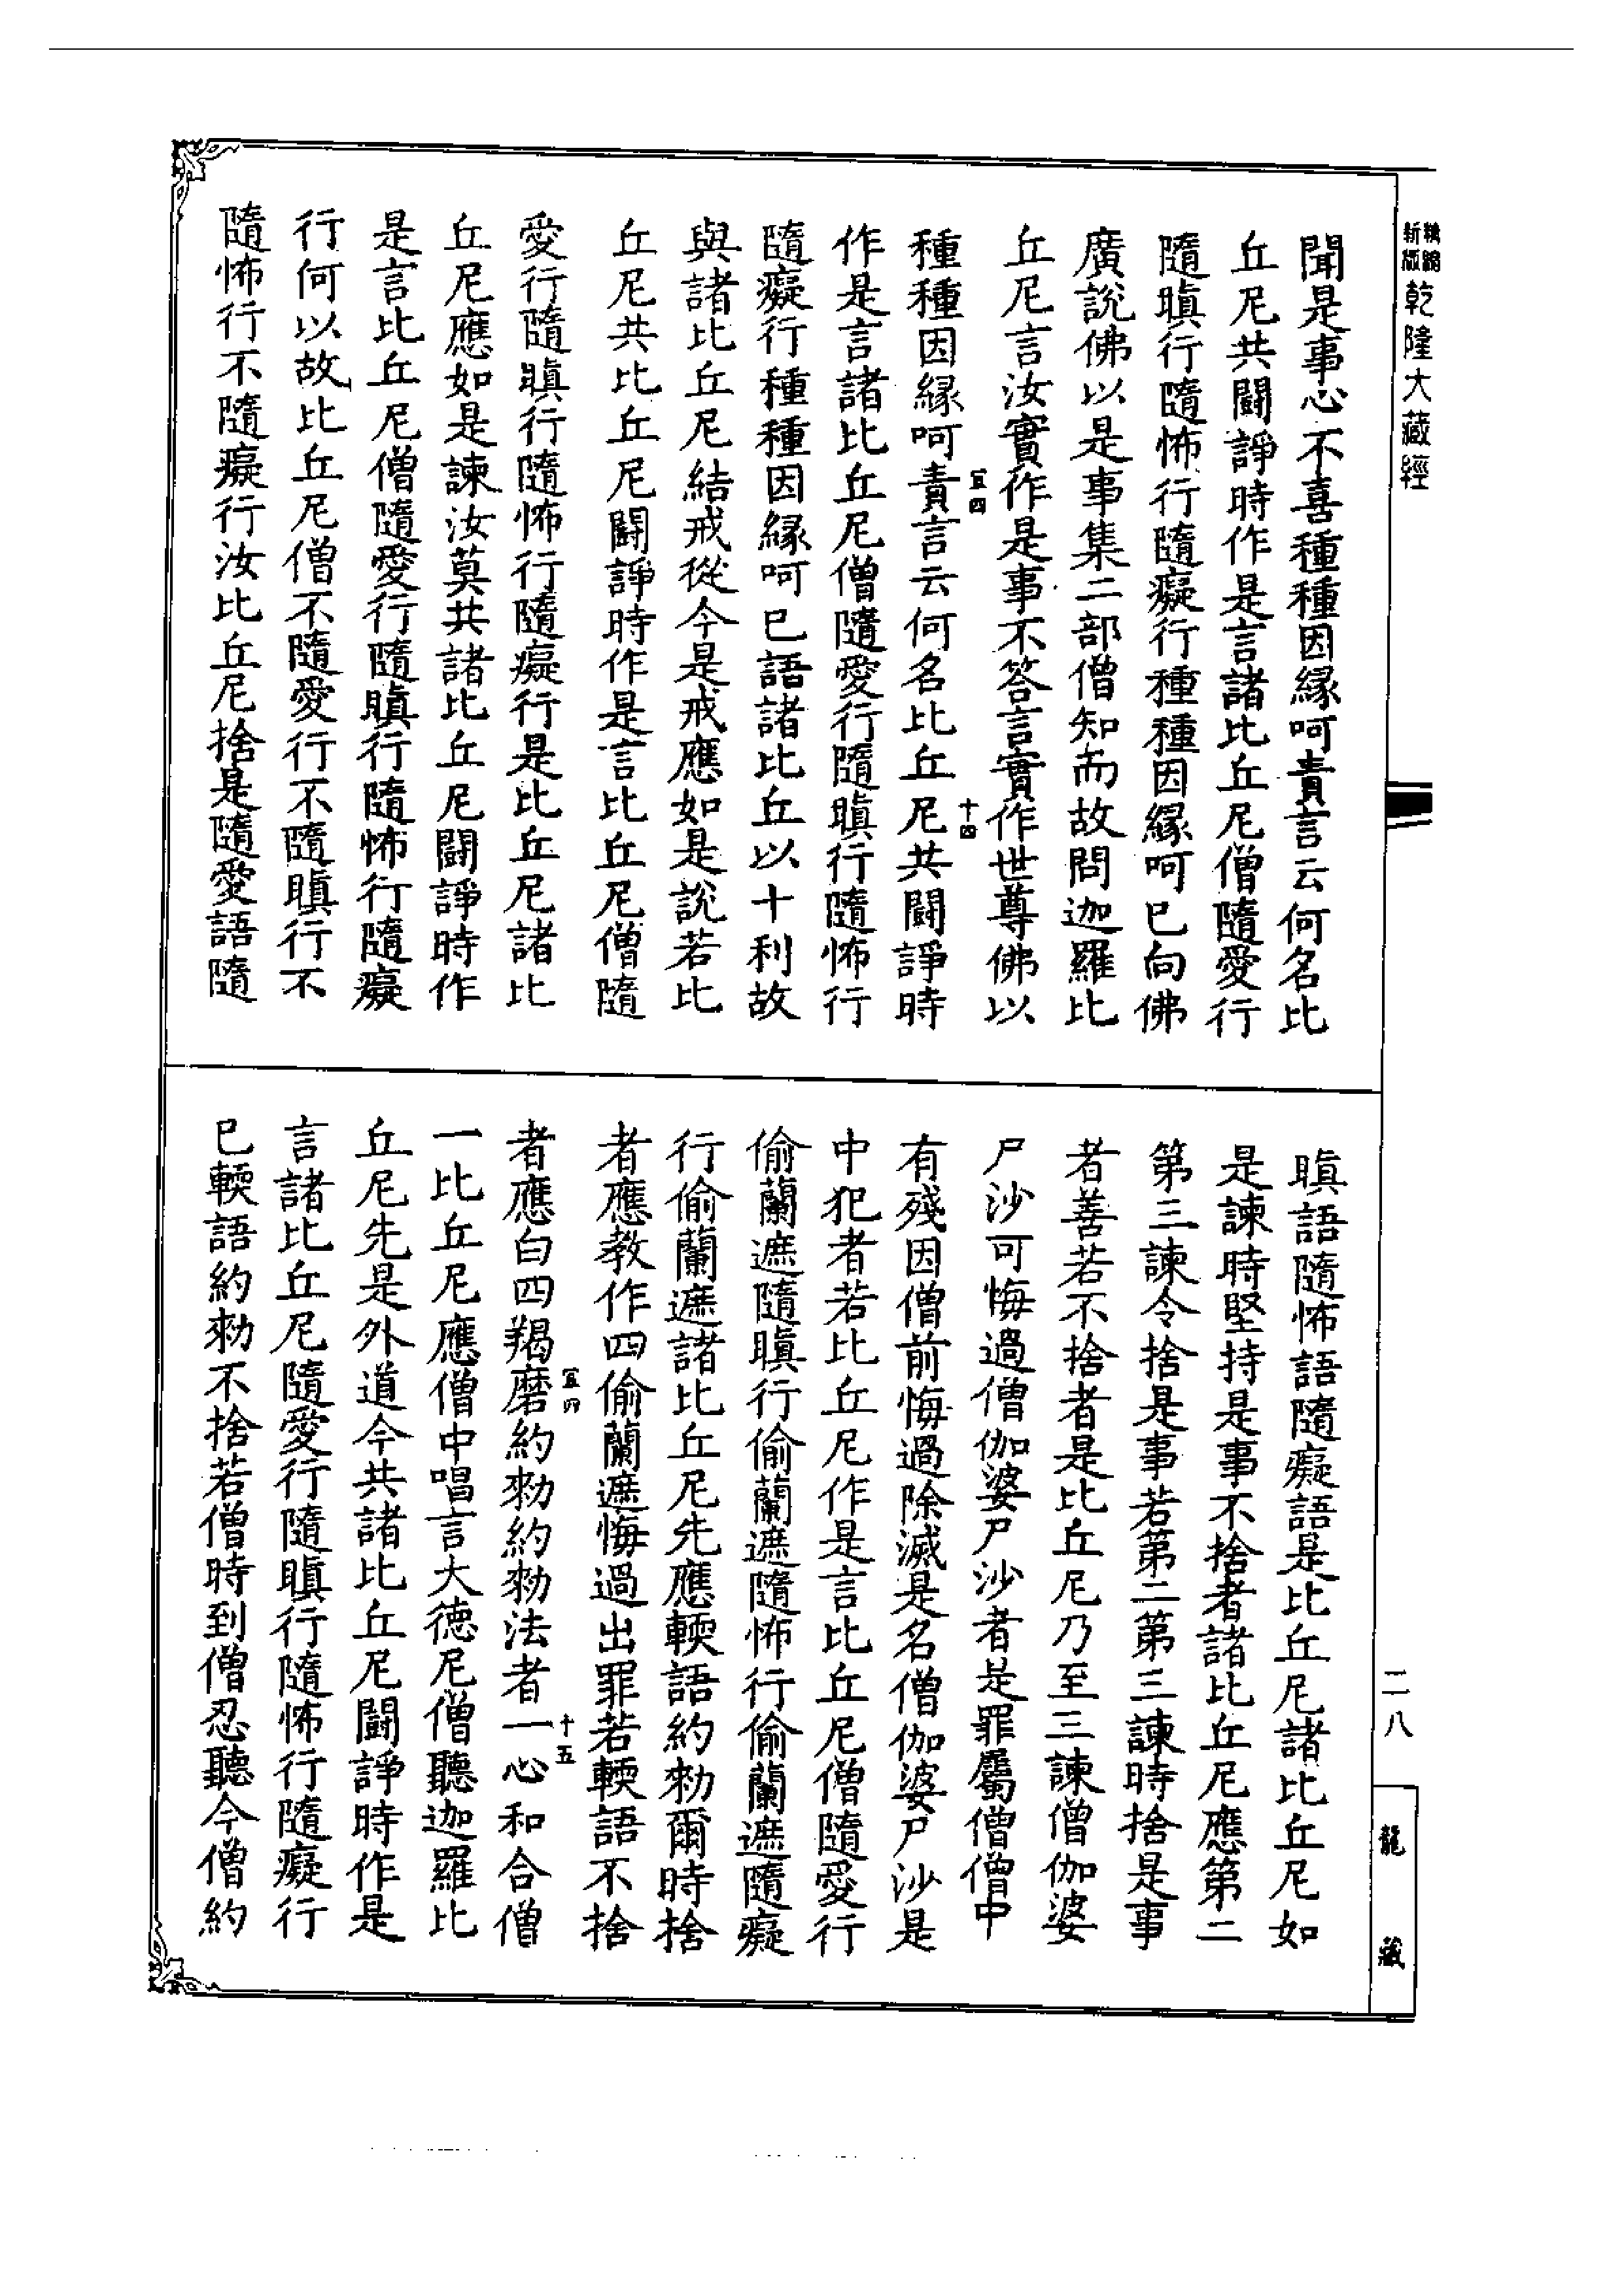 新版
乾隆大藏經
聞是事心不喜種種因緣呵責言云何名比
丘尼共鬭諍時作是言諸比丘尼僧隨愛行
隨瞋行隨怖行隨癡行種種因緣呵已向佛
廣說佛以是事集二部僧知而故問迦羅比
丘尼言汝實作是事不答言實作世尊佛以
種種因緣呵責言云何名比丘尼共鬭諍時
宜四
十四
作是言諸比丘尼僧隨愛行隨瞋行隨怖行
隨癡行種種因緣呵已語諸比丘以十利故
與諸比丘尼結戒從今是戒應如是說若比
丘尼共比丘尼鬭諍時作是言比丘尼僧隨
愛行隨瞋行隨怖行隨癡行是比丘尼諸比
丘尼應如是諫汝莫共諸比丘尼鬭諍時作
是言比丘尼僧隨愛行隨瞋行隨怖行隨癡
行何以故比丘尼僧不隨愛行不隨瞋行不
隨怖行不隨癡行汝比丘尼捨是隨愛語隨
瞋語隨怖語隨癡語是比丘尼諸比丘尼如
是諫時堅持是事不捨者諸比丘尼應第二
第三諫令捨是事若第二第三諫時捨是事
者善若不捨者是比丘尼乃至三諫僧伽婆
尸沙可悔過僧伽婆尸沙者是罪屬僧僧中
有殘因僧前悔過除滅是名僧伽婆尸沙是
中犯者若比丘尼作是言比丘尼僧隨愛行
偷蘭遮隨瞋行偷蘭遮隨怖行偷蘭遮隨癡
行偷蘭遮諸比丘尼先應輭語約勑爾時捨
者應教作四偷蘭遮悔過出罪若輭語不捨
者應白四羯磨約勑約勑法者一心和合僧
宜四
十五
一比丘尼應僧中唱言大德尼僧聽迦羅比
丘尼先是外道今共諸比丘尼鬭諍時作是
言諸比丘尼隨愛行隨瞋行隨怖行隨癡行
已輭語約勑不捨若僧時到僧忍聽今僧約
二八
龍藏